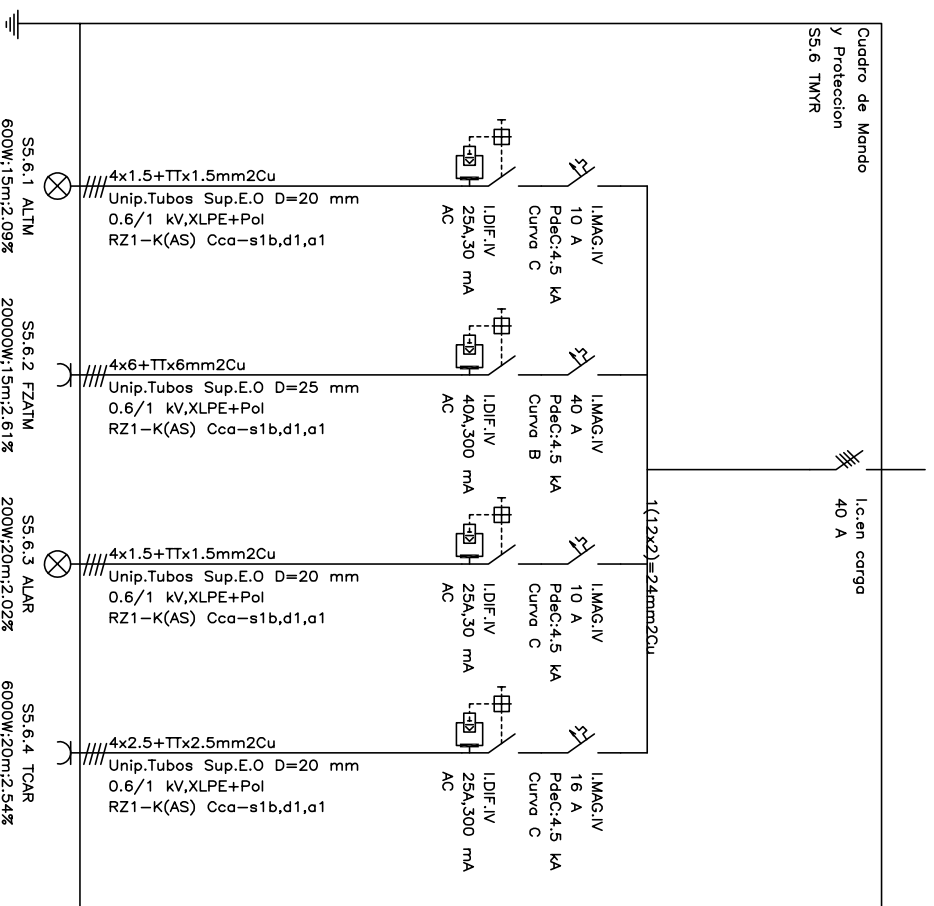 Cuadro de Mando
y Proteccion
S5.6 TMYR
I.c.en carga
40 A
1(12x2)=24mm2Cu
I.MAG.IV
10 A
PdeC:4.5 kA
Curva C
I.DIF.IV
25A,30 mA
AC
4x1.5+TTx1.5mm2Cu
Unip.Tubos Sup.E.O D=20 mm
0.6/1 kV,XLPE+Pol
RZ1-K(AS) Cca-s1b,d1,a1
S5.6.1 ALTM
600W;15m;2.09%
I.MAG.IV
40 A
PdeC:4.5 kA
Curva B
I.DIF.IV
40A,300 mA
AC
4x6+TTx6mm2Cu
Unip.Tubos Sup.E.O D=25 mm
0.6/1 kV,XLPE+Pol
RZ1-K(AS) Cca-s1b,d1,a1
S5.6.2 FZATM
20000W;15m;2.61%
I.MAG.IV
10 A
PdeC:4.5 kA
Curva C
I.DIF.IV
25A,30 mA
AC
4x1.5+TTx1.5mm2Cu
Unip.Tubos Sup.E.O D=20 mm
0.6/1 kV,XLPE+Pol
RZ1-K(AS) Cca-s1b,d1,a1
S5.6.3 ALAR
200W;20m;2.02%
I.MAG.IV
16 A
PdeC:4.5 kA
Curva C
I.DIF.IV
25A,300 mA
AC
4x2.5+TTx2.5mm2Cu
Unip.Tubos Sup.E.O D=20 mm
0.6/1 kV,XLPE+Pol
RZ1-K(AS) Cca-s1b,d1,a1
S5.6.4 TCAR
6000W;20m;2.54%